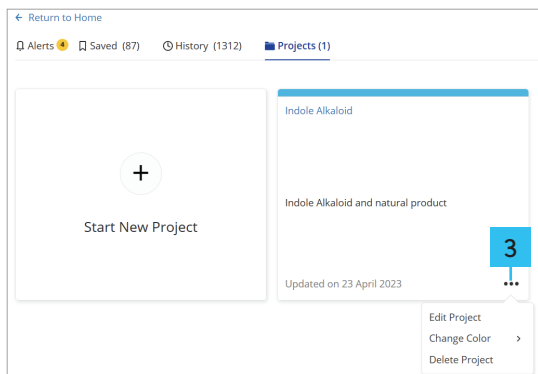 ← Return to Home
Alerts 4 Saved (87) History (1312) Projects (1)
Indole Alkaloid
+
Start New Project
Indole Alkaloid and natural product
3
Updated on 23 April 2023 •••
Edit Project
Change Color >
Delete Project